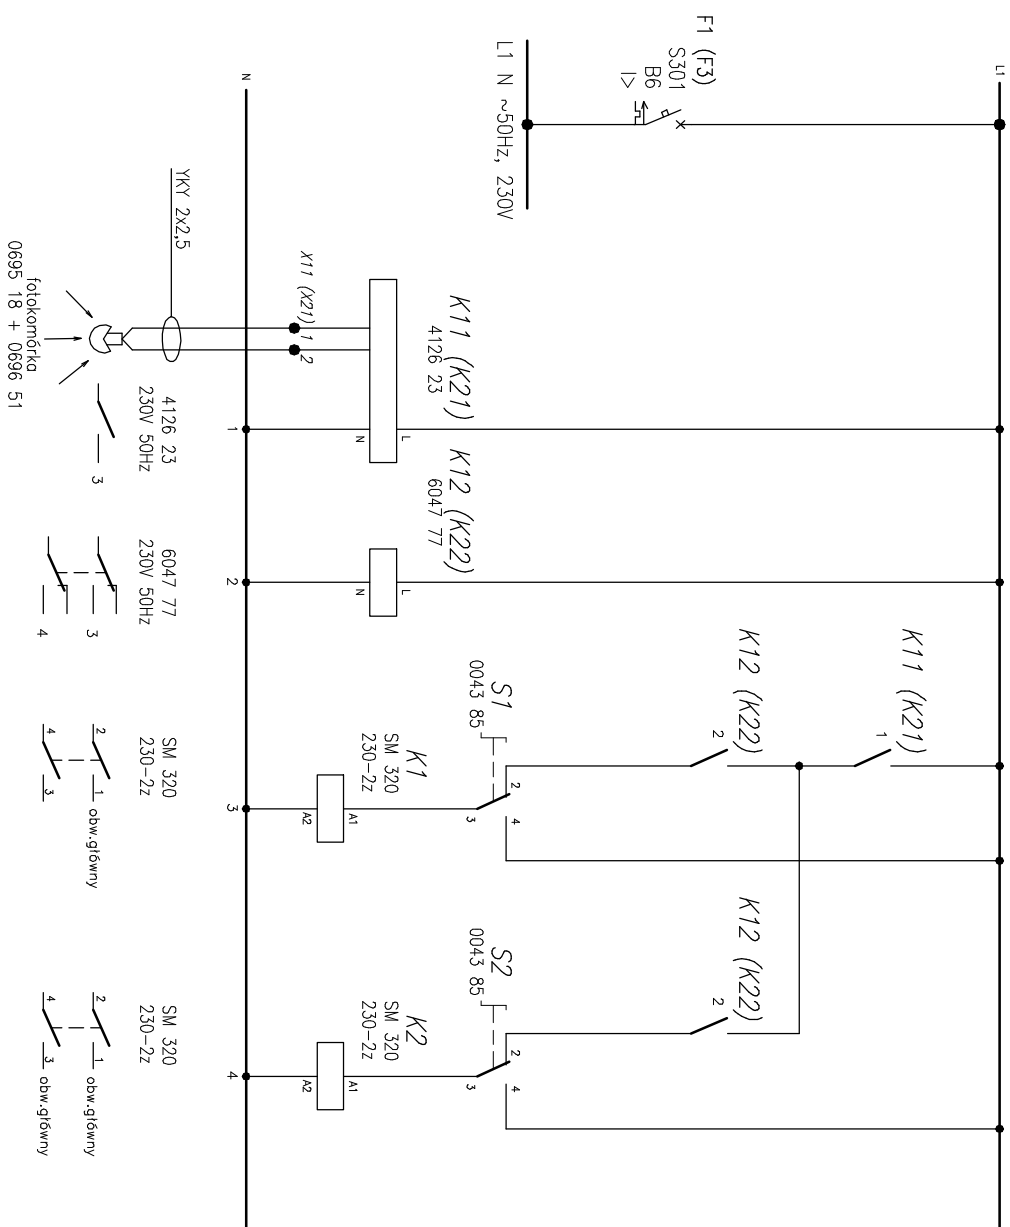 F1 (F3)
S301
B6
I>
L1 N ~50Hz, 230V
L1
N
K11 (K21)
4126 23
L
N
X11 (X21)
1
2
YKY 2x2,5
fotokomórka
0695 18 + 0696 51
1
4126 23
230V 50Hz
3
K12 (K22)
6047 77
L
N
2
6047 77
230V 50Hz
3
4
K11 (K21)
1
K12 (K22)
2
S1
0043 85
2
4
3
K1
SM 320
230-2z
A1
A2
3
SM 320
230-2z
2
1
obw.główny
4
3
K12 (K22)
2
S2
0043 85
2
4
3
K2
SM 320
230-2z
A1
A2
4
SM 320
230-2z
2
1
obw.główny
4
3
obw.główny